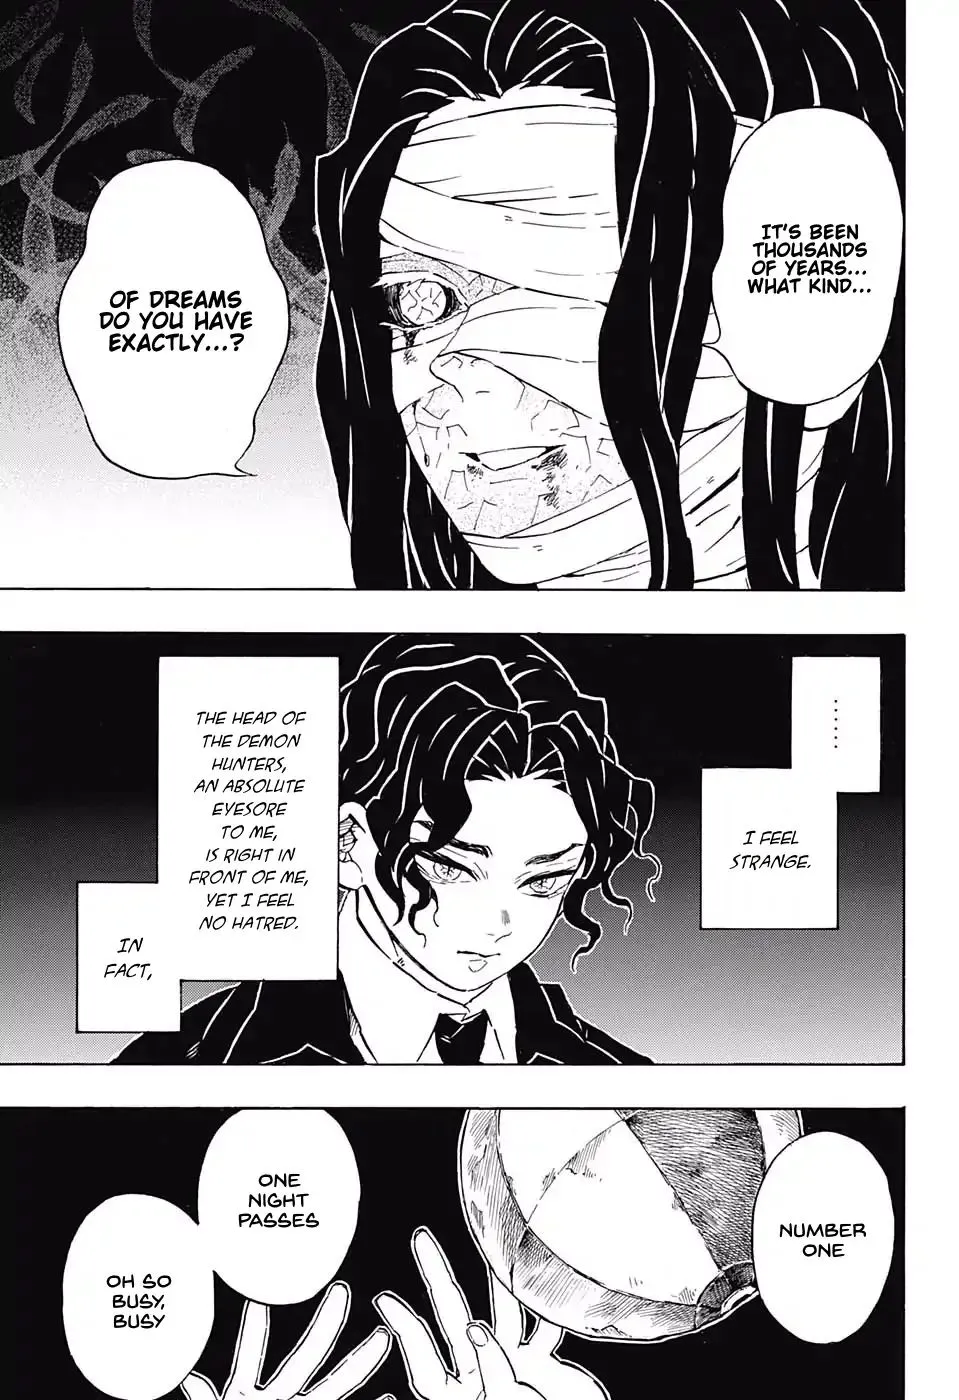 IT'S BEEN
THOUSANDS
OF YEARS...
WHAT KIND...
OF DREAMS
DO YOU HAVE
EXACTLY...?
........
I FEEL
STRANGE.
THE HEAD OF
THE DEMON
HUNTERS,
AN ABSOLUTE
EYESORE
TO ME,
IS RIGHT IN
FRONT OF ME,
YET I FEEL
NO HATRED.
IN
FACT,
NUMBER
ONE
ONE
NIGHT
PASSES
OH SO
BUSY,
BUSY